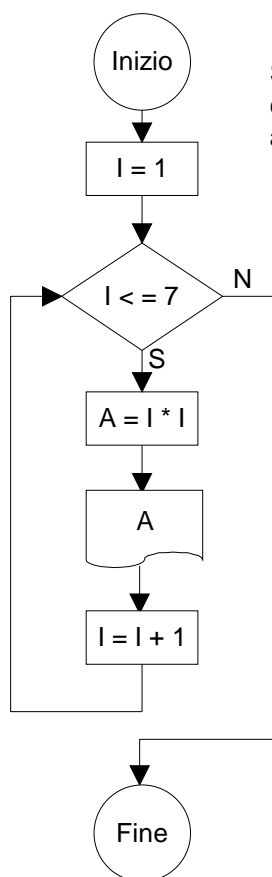 Inizio
I = 1
I < = 7
N
S
A = I * I
A
I = I + 1
Fine